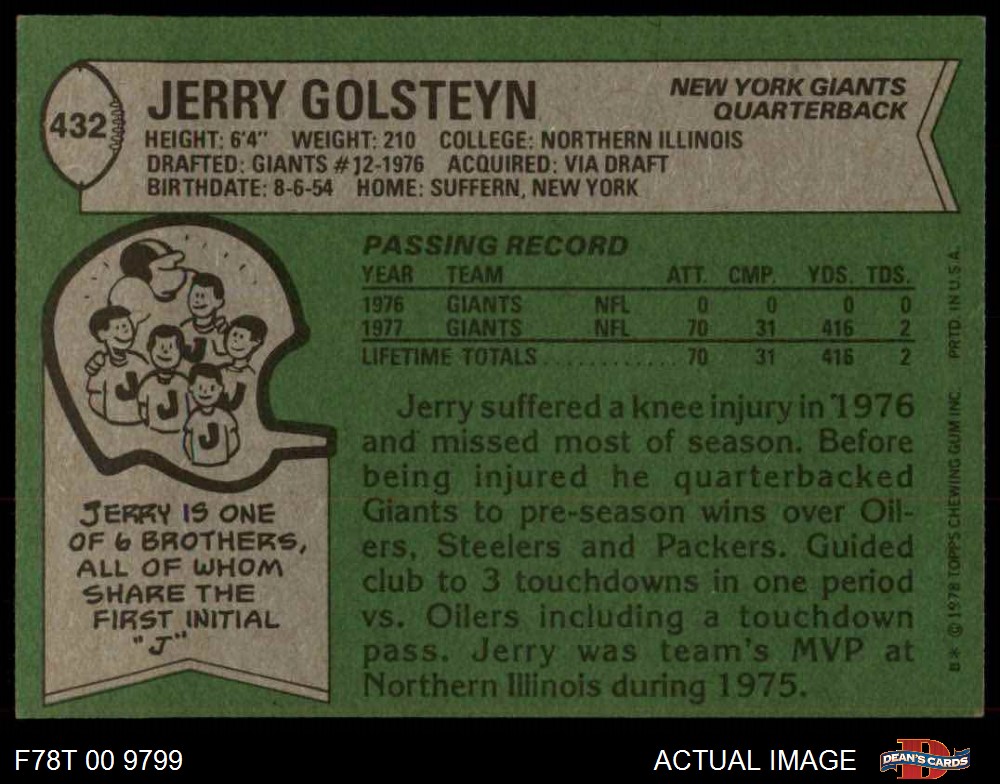 432
JERRY GOLSTEYN
NEW YORK GIANTS
QUARTERBACK
HEIGHT: 6'4" WEIGHT: 210 COLLEGE: NORTHERN ILLINOIS
DRAFTED: GIANTS #12-1976 ACQUIRED: VIA DRAFT
BIRTHDATE: 8-6-54 HOME: SUFFERN, NEW YORK
J
J
J
J
J
JERRY IS ONE
OF 6 BROTHERS,
ALL OF WHOM
SHARE THE
FIRST INITIAL
"J"
PASSING RECORD
YEAR TEAM ATT. CMP. YDS. TDS.
1976 GIANTS NFL 0 0 0 0
1977 GIANTS NFL 70 31 416 2
LIFETIME TOTALS ............ 70 31 416 2
Jerry suffered a knee injury in 1976
and missed most of season. Before
being injured he quarterbacked
Giants to pre-season wins over Oil-
ers, Steelers and Packers. Guided
club to 3 touchdowns in one period
vs. Oilers including a touchdown
pass. Jerry was team's MVP at
Northern Illinois during 1975.
B* © 1978 TOPPS CHEWING GUM INC. PRTD. IN U.S.A.
F78T 00 9799
ACTUAL IMAGE
D
DEAN'S CARDS